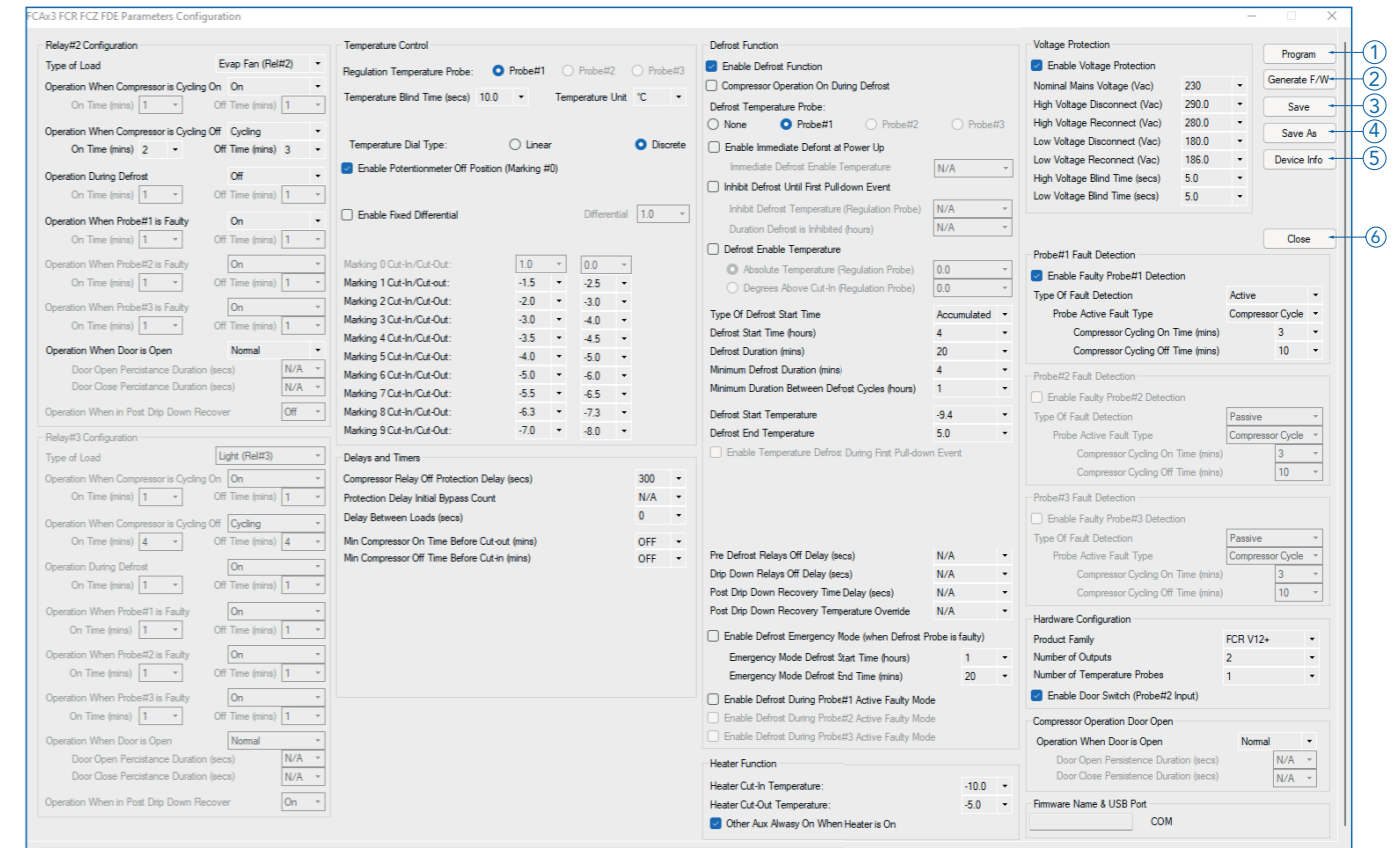 FCAx3 FCR FCZ FDE Parameters Configuration
Relay#2 Configuration
Type of Load Evap Fan (Rel#2)
Operation When Compressor is Cycling On On
On Time (mins) 1 Off Time (mins) 1
Operation When Compressor is Cycling Off Cycling
On Time (mins) 2 Off Time (mins) 3
Operation During Defrost Off
On Time (mins) 1 Off Time (mins) 1
Operation When Probe#1 is Faulty On
On Time (mins) 1 Off Time (mins) 1
Operation When Probe#2 is Faulty On
On Time (mins) 1 Off Time (mins) 1
Operation When Probe#3 is Faulty On
On Time (mins) 1 Off Time (mins) 1
Operation When Door is Open Normal
Door Open Percistance Duration (secs) N/A
Door Close Percistance Duration (secs) N/A
Operation When in Post Drip Down Recover Off
Relay#3 Configuration
Type of Load Light (Rel#3)
Operation When Compressor is Cycling On On
On Time (mins) 1 Off Time (mins) 1
Operation When Compressor is Cycling Off Cycling
On Time (mins) 4 Off Time (mins) 4
Operation During Defrost On
On Time (mins) 1 Off Time (mins) 1
Operation When Probe#1 is Faulty On
On Time (mins) 1 Off Time (mins) 1
Operation When Probe#2 is Faulty On
On Time (mins) 1 Off Time (mins) 1
Operation When Probe#3 is Faulty On
On Time (mins) 1 Off Time (mins) 1
Operation When Door is Open Normal
Door Open Percistance Duration (secs) N/A
Door Close Percistance Duration (secs) N/A
Operation When in Post Drip Down Recover On
Temperature Control
Regulation Temperature Probe: Probe#1 Probe#2 Probe#3
Temperature Blind Time (secs) 10.0 Temperature Unit °C
Temperature Dial Type: Linear Discrete
Enable Potentionmeter Off Position (Marking #0)
Enable Fixed Differential Differential 1.0
Marking 0 Cut-In/Cut-Out: 1.0 0.0
Marking 1 Cut-In/Cut-out: -1.5 -2.5
Marking 2 Cut-In/Cut-Out: -2.0 -3.0
Marking 3 Cut-In/Cut-Out: -3.0 -4.0
Marking 4 Cut-In/Cut-Out: -3.5 -4.5
Marking 5 Cut-In/Cut-Out: -4.0 -5.0
Marking 6 Cut-In/Cut-Out: -5.0 -6.0
Marking 7 Cut-In/Cut-Out: -5.5 -6.5
Marking 8 Cut-In/Cut-Out: -6.3 -7.3
Marking 9 Cut-In/Cut-Out: -7.0 -8.0
Delays and Timers
Compressor Relay Off Protection Delay (secs) 300
Protection Delay Initial Bypass Count N/A
Delay Between Loads (secs) 0
Min Compressor On Time Before Cut-out (mins) OFF
Min Compressor Off Time Before Cut-in (mins) OFF
Defrost Function
Enable Defrost Function
Compressor Operation On During Defrost
Defrost Temperature Probe:
None Probe#1 Probe#2 Probe#3
Enable Immediate Deforst at Power Up
Immediate Defrost Enable Temperature N/A
Inhibit Defrost Until First Pull-down Event
Inhibit Defrost Temperature (Regulation Probe) N/A
Duration Defrost is Inhibited (hours) N/A
Defrost Enable Temperature
Absolute Temperature (Regulation Probe) 0.0
Degrees Above Cut-In (Regulation Probe) 0.0
Type Of Defrost Start Time Accumulated
Defrost Start Time (hours) 4
Defrost Duration (mins) 20
Minimum Defrost Duration (mins) 4
Minimum Duration Between Defrost Cycles (hours) 1
Defrost Start Temperature -9.4
Defrost End Temperature 5.0
Enable Temperature Defrost During First Pull-down Event
Pre Defrost Relays Off Delay (secs) N/A
Drip Down Relays Off Delay (secs) N/A
Post Drip Down Recovery Time Delay (secs) N/A
Post Drip Down Recovery Temperature Override N/A
Enable Defrost Emergency Mode (when Defrost Probe is faulty)
Emergency Mode Defrost Start Time (hours) 1
Emergency Mode Defrost End Time (mins) 20
Enable Defrost During Probe#1 Active Faulty Mode
Enable Defrost During Probe#2 Active Faulty Mode
Enable Defrost During Probe#3 Active Faulty Mode
Heater Function
Heater Cut-In Temperature: -10.0
Heater Cut-Out Temperature: -5.0
Other Aux Alwasy On When Heater is On
Voltage Protection
Enable Voltage Protection
Nominal Mains Voltage (Vac) 230
High Voltage Disconnect (Vac) 290.0
High Voltage Reconnect (Vac) 280.0
Low Voltage Disconnect (Vac) 180.0
Low Voltage Reconnect (Vac) 186.0
High Voltage Blind Time (secs) 5.0
Low Voltage Blind Time (secs) 5.0
Program 1
Generate F/W 2
Save 3
Save As 4
Device Info 5
Close 6
Probe#1 Fault Detection
Enable Faulty Probe#1 Detection
Type Of Fault Detection Active
Probe Active Fault Type Compressor Cycle
Compressor Cycling On Time (mins) 3
Compressor Cycling Off Time (mins) 10
Probe#2 Fault Detection
Enable Faulty Probe#2 Detection
Type Of Fault Detection Passive
Probe Active Fault Type Compressor Cycle
Compressor Cycling On Time (mins) 3
Compressor Cycling Off Time (mins) 10
Probe#3 Fault Detection
Enable Faulty Probe#3 Detection
Type Of Fault Detection Passive
Probe Active Fault Type Compressor Cycle
Compressor Cycling On Time (mins) 3
Compressor Cycling Off Time (mins) 10
Hardware Configuration
Product Family FCR V12+
Number of Outputs 2
Number of Temperature Probes 1
Enable Door Switch (Probe#2 Input)
Compressor Operation Door Open
Operation When Door is Open Normal
Door Open Persistence Duration (secs) N/A
Door Close Persistence Duration (secs) N/A
Firmware Name & USB Port
COM